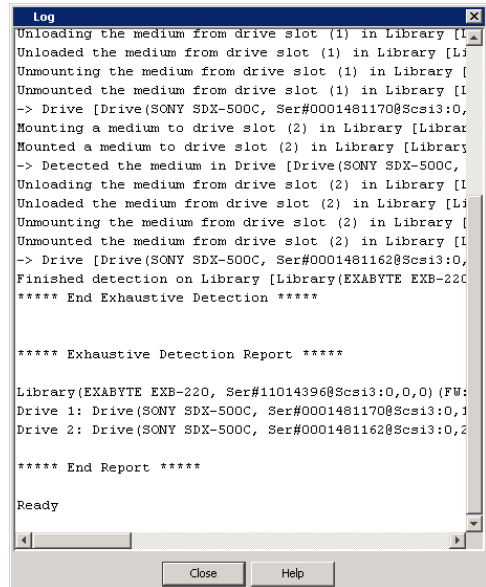 Log
Unloading the medium from drive slot (1) in Library [L
Unloaded the medium from drive slot (1) in Library [Li
Unmounting the medium from drive slot (1) in Library [
Unmounted the medium from drive slot (1) in Library [L
-> Drive [Drive(SONY SDX-500C, Ser#0001481170@Scsi3:0,
Mounting a medium to drive slot (2) in Library [Librar
Mounted a medium to drive slot (2) in Library [Library
-> Detected the medium in Drive [Drive(SONY SDX-500C,
Unloading the medium from drive slot (2) in Library [L
Unloaded the medium from drive slot (2) in Library [Li
Unmounting the medium from drive slot (2) in Library [
Unmounted the medium from drive slot (2) in Library [L
-> Drive [Drive(SONY SDX-500C, Ser#0001481162@Scsi3:0,
Finished detection on Library [Library(EXABYTE EXB-220
***** End Exhaustive Detection *****
***** Exhaustive Detection Report *****
Library(EXABYTE EXB-220, Ser#11014396@Scsi3:0,0,0)(FW:
Drive 1: Drive(SONY SDX-500C, Ser#0001481170@Scsi3:0,1
Drive 2: Drive(SONY SDX-500C, Ser#0001481162@Scsi3:0,2
***** End Report *****
Ready
Close Help